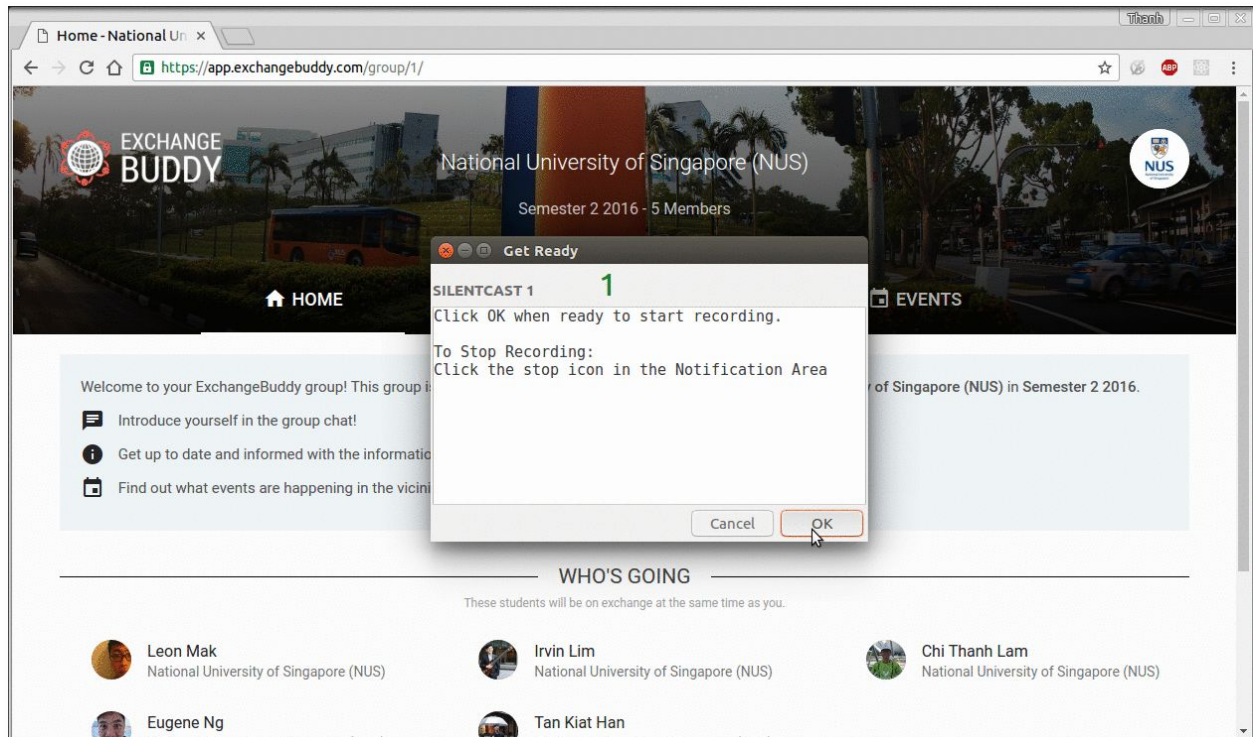 Thanh
Home - National Un
https://app.exchangebuddy.com/group/1/
ABP
EXCHANGE
BUDDY
National University of Singapore (NUS)
NUS
Semester 2 2016 - 5 Members
Get Ready
SILENTCAST 1 1
HOME
EVENTS
Click OK when ready to start recording.
To Stop Recording:
Click the stop icon in the Notification Area
Welcome to your ExchangeBuddy group! This group of Singapore (NUS) in Semester 2 2016.
Introduce yourself in the group chat!
Get up to date and informed with the
Find out what events are happening in the
Cancel OK
WHO'S GOING
These students will be on exchange at the same time as you.
Leon Mak
National University of Singapore (NUS)
Irvin Lim
National University of Singapore (NUS)
Chi Thanh Lam
National University of Singapore (NUS)
Eugene Ng
Tan Kiat Han